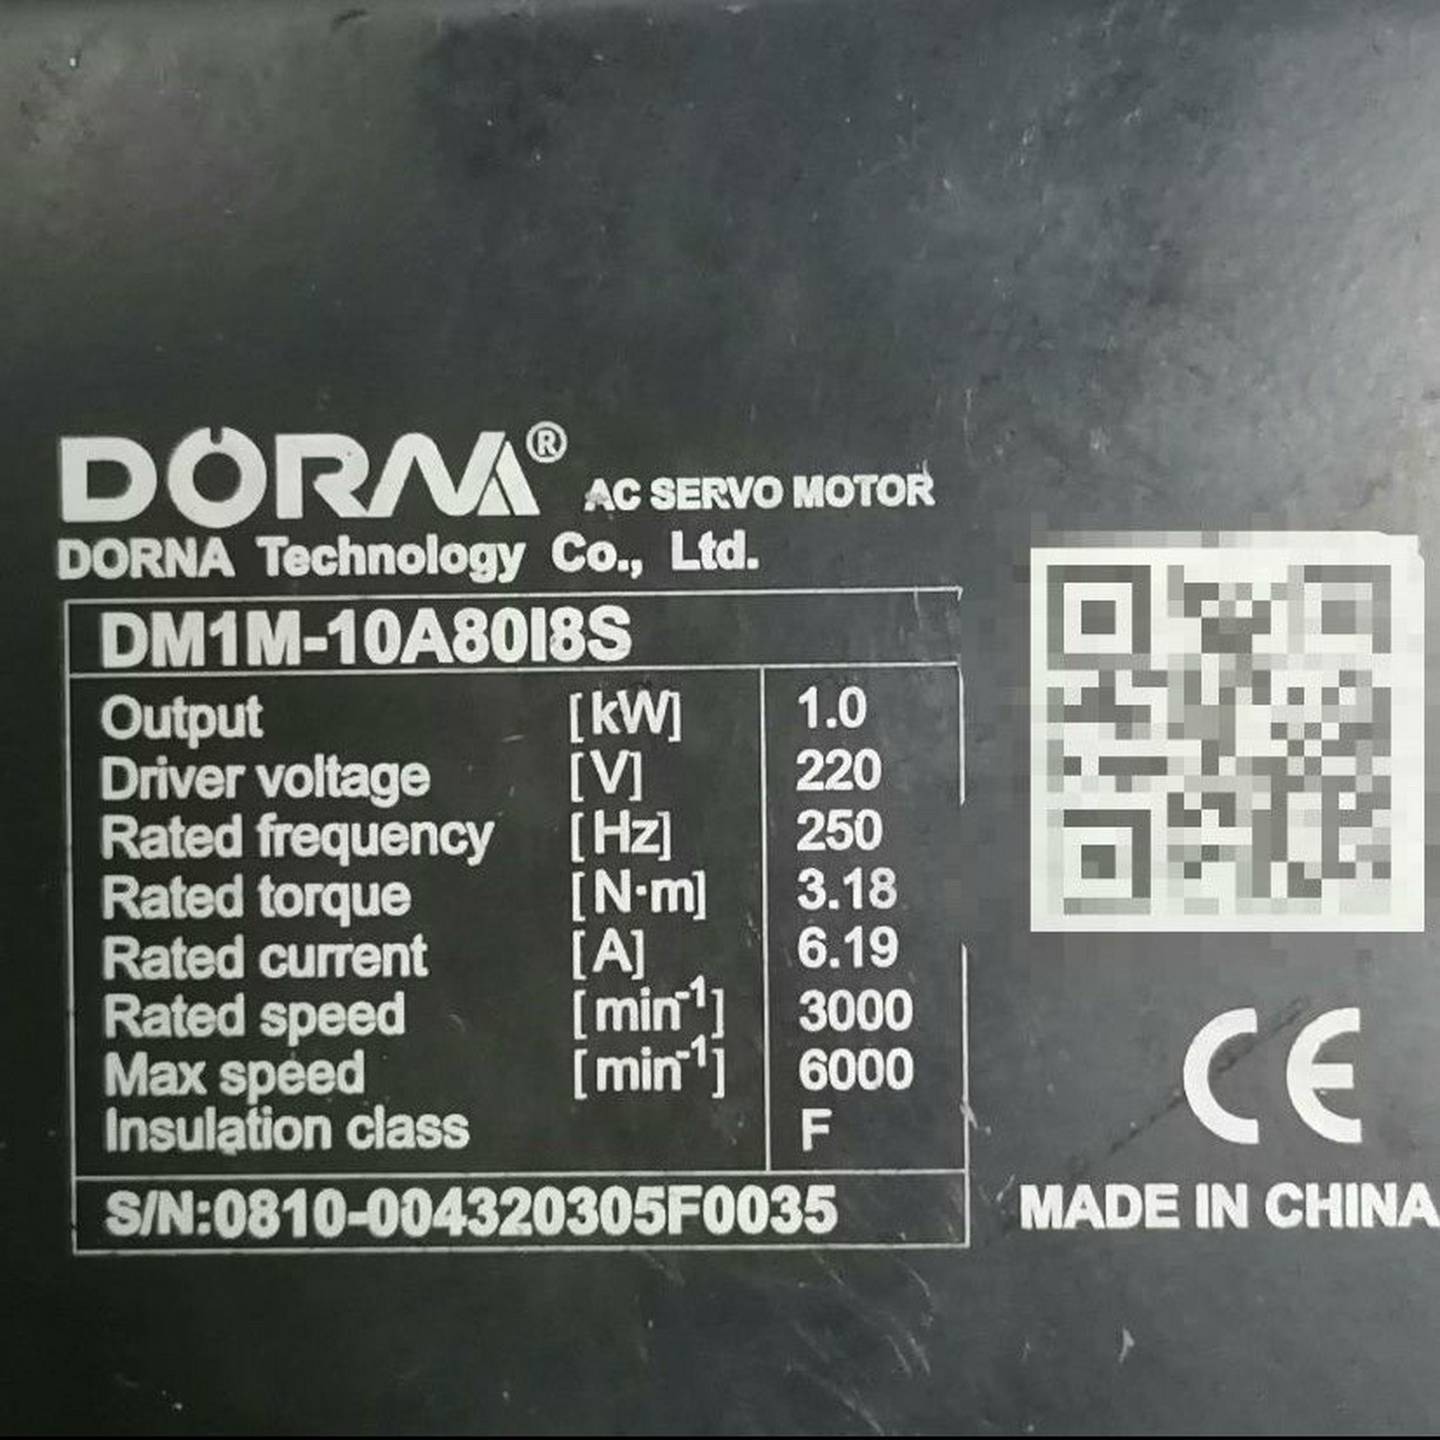 DORNA® AC SERVO MOTOR
DORNA Technology Co., Ltd.
DM1M-10A80I8S
Output [kW] 1.0
Driver voltage [V] 220
Rated frequency [Hz] 250
Rated torque [N·m] 3.18
Rated current [A] 6.19
Rated speed [min⁻¹] 3000
Max speed [min⁻¹] 6000
Insulation class F
S/N:0810-004320305F0035
CE
MADE IN CHINA